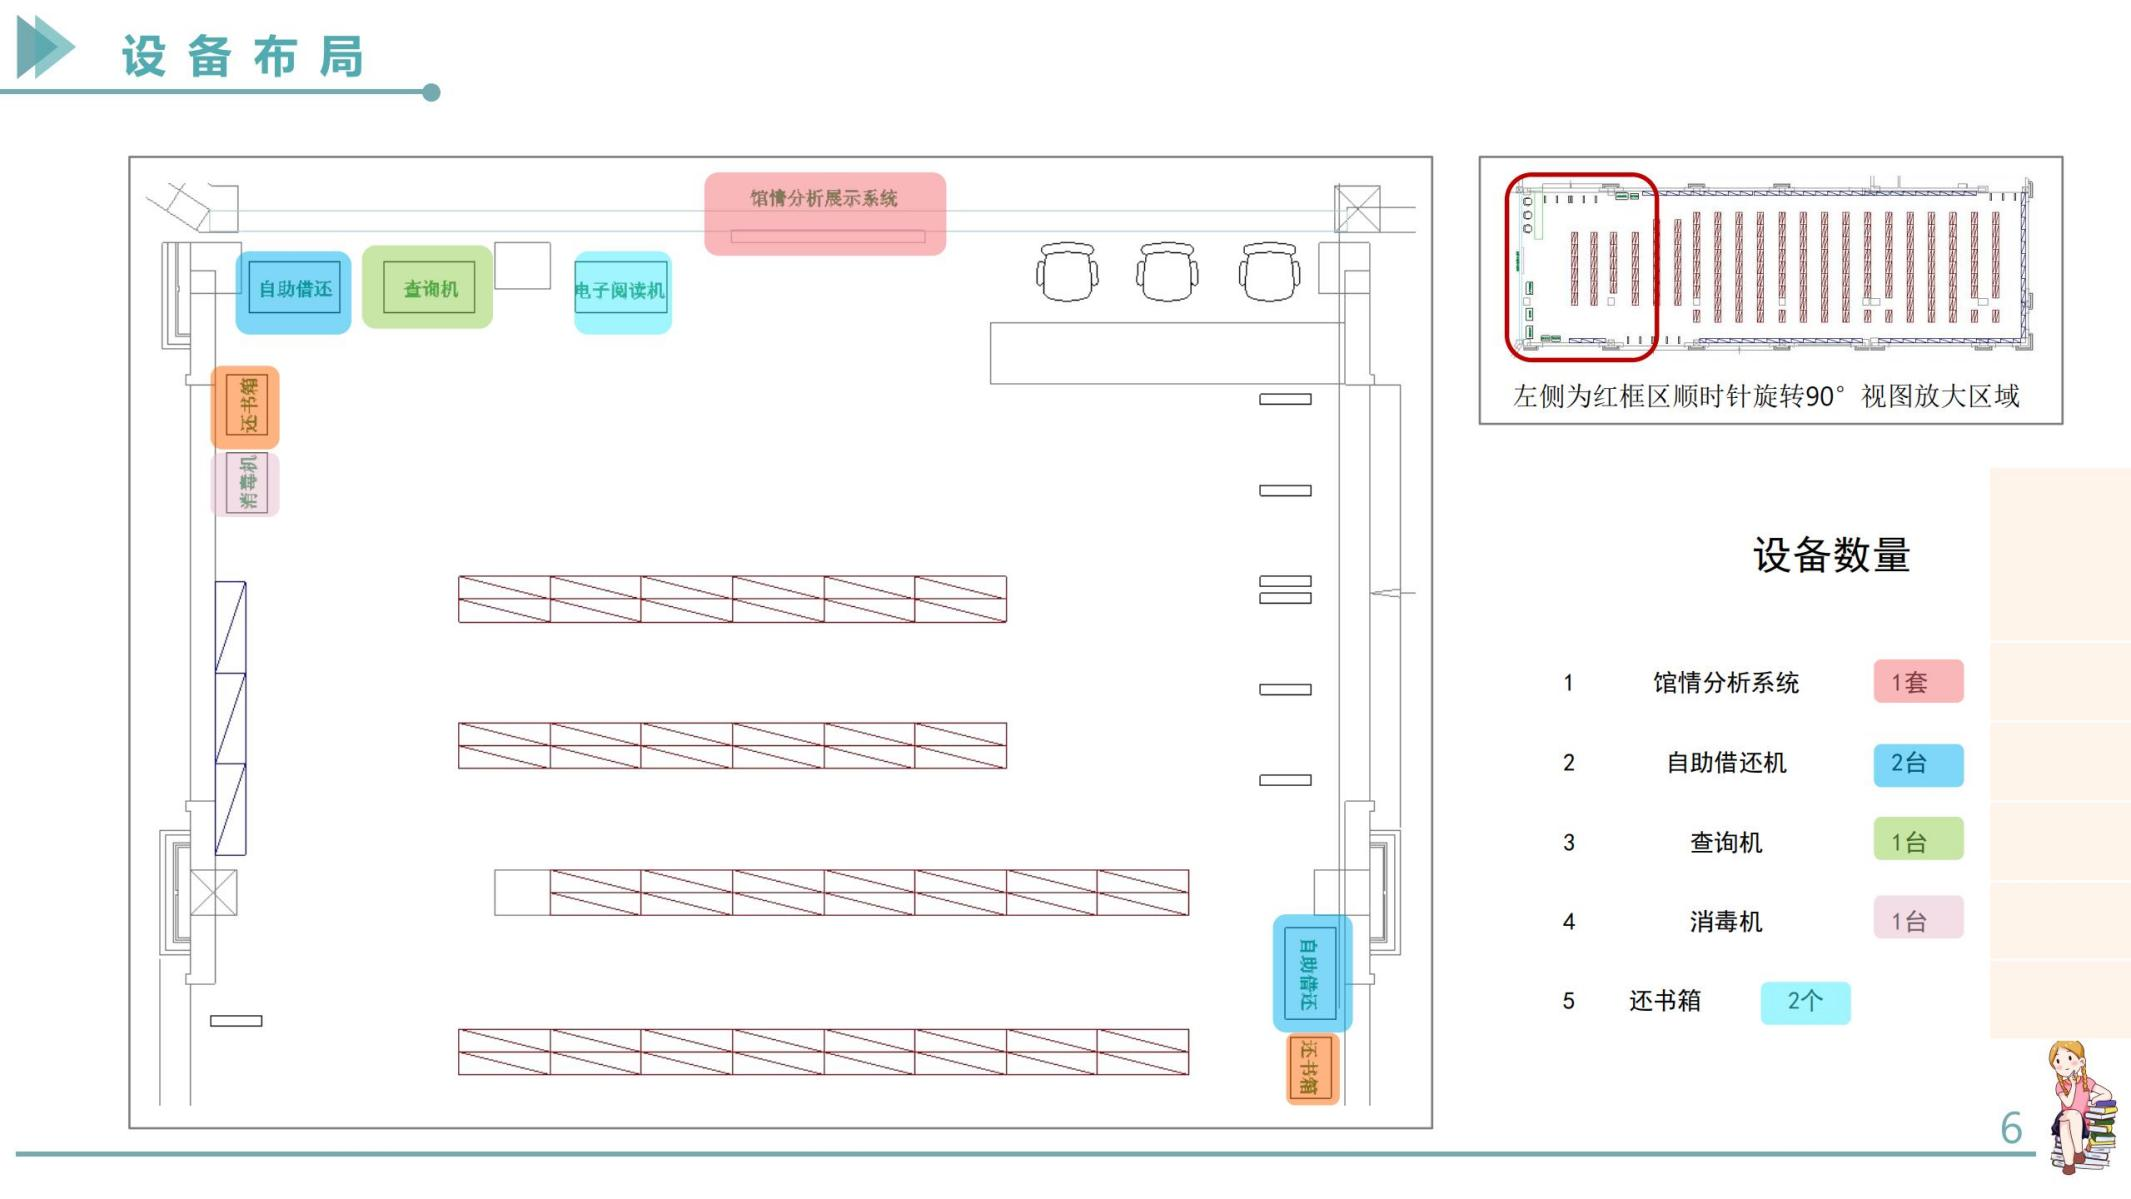 设备布局
馆情分析展示系统
自助借还
查询机
电子阅读机
还书箱
消毒机
自助借还
还书箱
左侧为红框区顺时针旋转90°视图放大区域
设备数量
1 馆情分析系统 1套
2 自助借还机 2台
3 查询机 1台
4 消毒机 1台
5 还书箱 2个
6